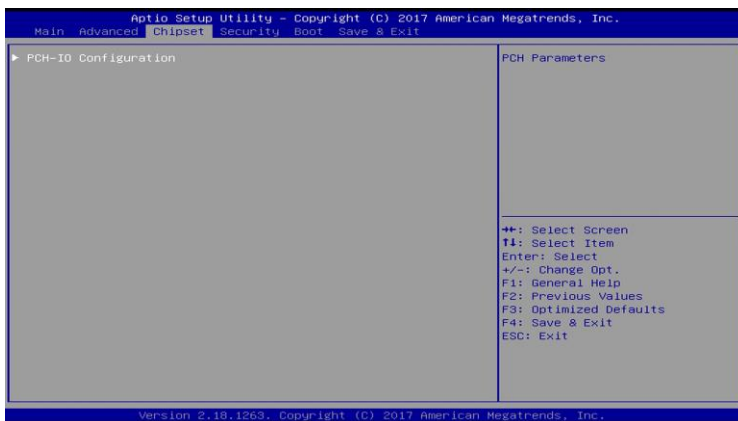 Aptio Setup Utility – Copyright (C) 2017 American Megatrends, Inc.
Main Advanced Chipset Security Boot Save & Exit
► PCH-IO Configuration
PCH Parameters
→←: Select Screen
↑↓: Select Item
Enter: Select
+/-: Change Opt.
F1: General Help
F2: Previous Values
F3: Optimized Defaults
F4: Save & Exit
ESC: Exit
Version 2.18.1263. Copyright (C) 2017 American Megatrends, Inc.